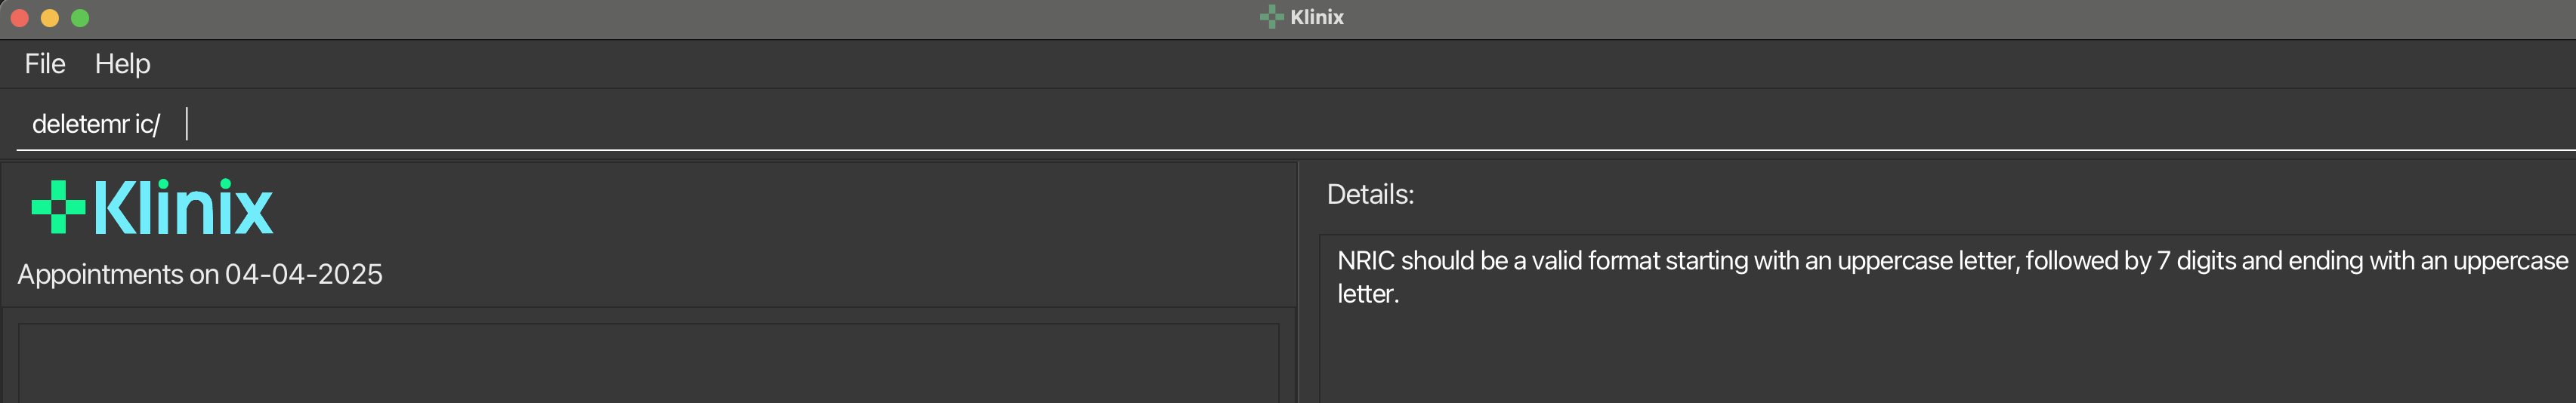 Klinix
File Help
deletemr ic/
Klinix
Appointments on 04-04-2025
Details:
NRIC should be a valid format starting with an uppercase letter, followed by 7 digits and ending with an uppercase
letter.